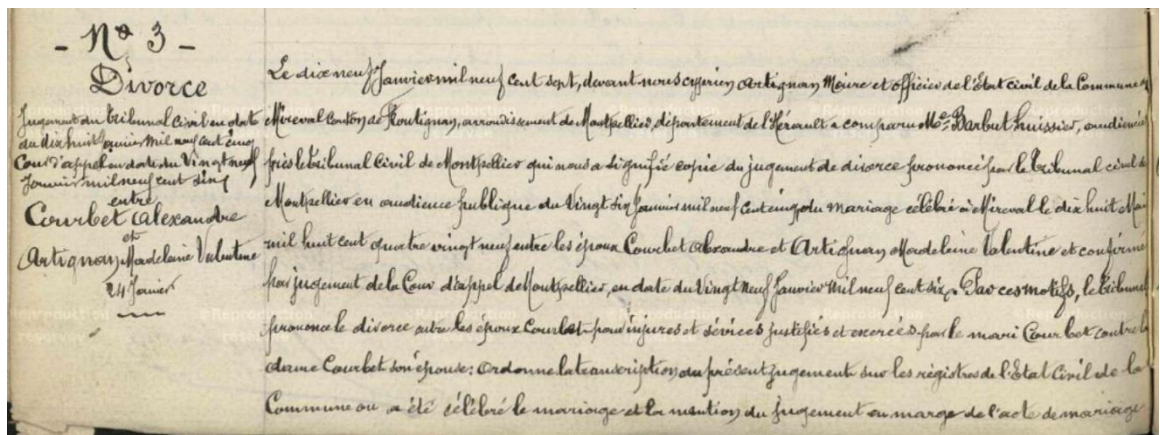 - N° 3 -
Divorce
Jugement du tribunal Civil en date
du dix huit Janvier mil neuf cent cinq
Cour d'appel en date du Vingt neuf
Janvier mil neuf cent six
entre
Courbet Alexandre
et
Artignan Madeleine Valentine
24 Janvier
Le dix neuf Janvier mil neuf cent sept, devant nous Cyprien Artignan Maire et officier de l'Etat civil de la Commune de
Mireval Canton de Frontignan, arrondissement de Montpellier, département de l'Hérault a comparu Me Barbut huissier, audiencier
près le tribunal Civil de Montpellier qui nous a signifié copie du jugement de divorce prononcé par le tribunal civil de
Montpellier en audience publique du Vingt six Janvier mil neuf cent cinq, du mariage célébré à Mireval le dix huit Mai
mil huit cent quatre vingt neuf entre les époux Courbet Alexandre et Artignan Madeleine Valentine et confirmé
par jugement de la Cour d'appel de Montpellier, en date du Vingt neuf Janvier mil neuf cent six. Par ces motifs, le tribunal
prononce le divorce entre les époux Courbet pour injures et sévices justifiés et exercés par le mari Courbet contre la
dame Courbet son épouse: Ordonne la transcription du présent jugement sur les régistres de l'Etat Civil de la
Commune ou a été célébré le mariage et la mention du jugement en marge de l'acte de mariage